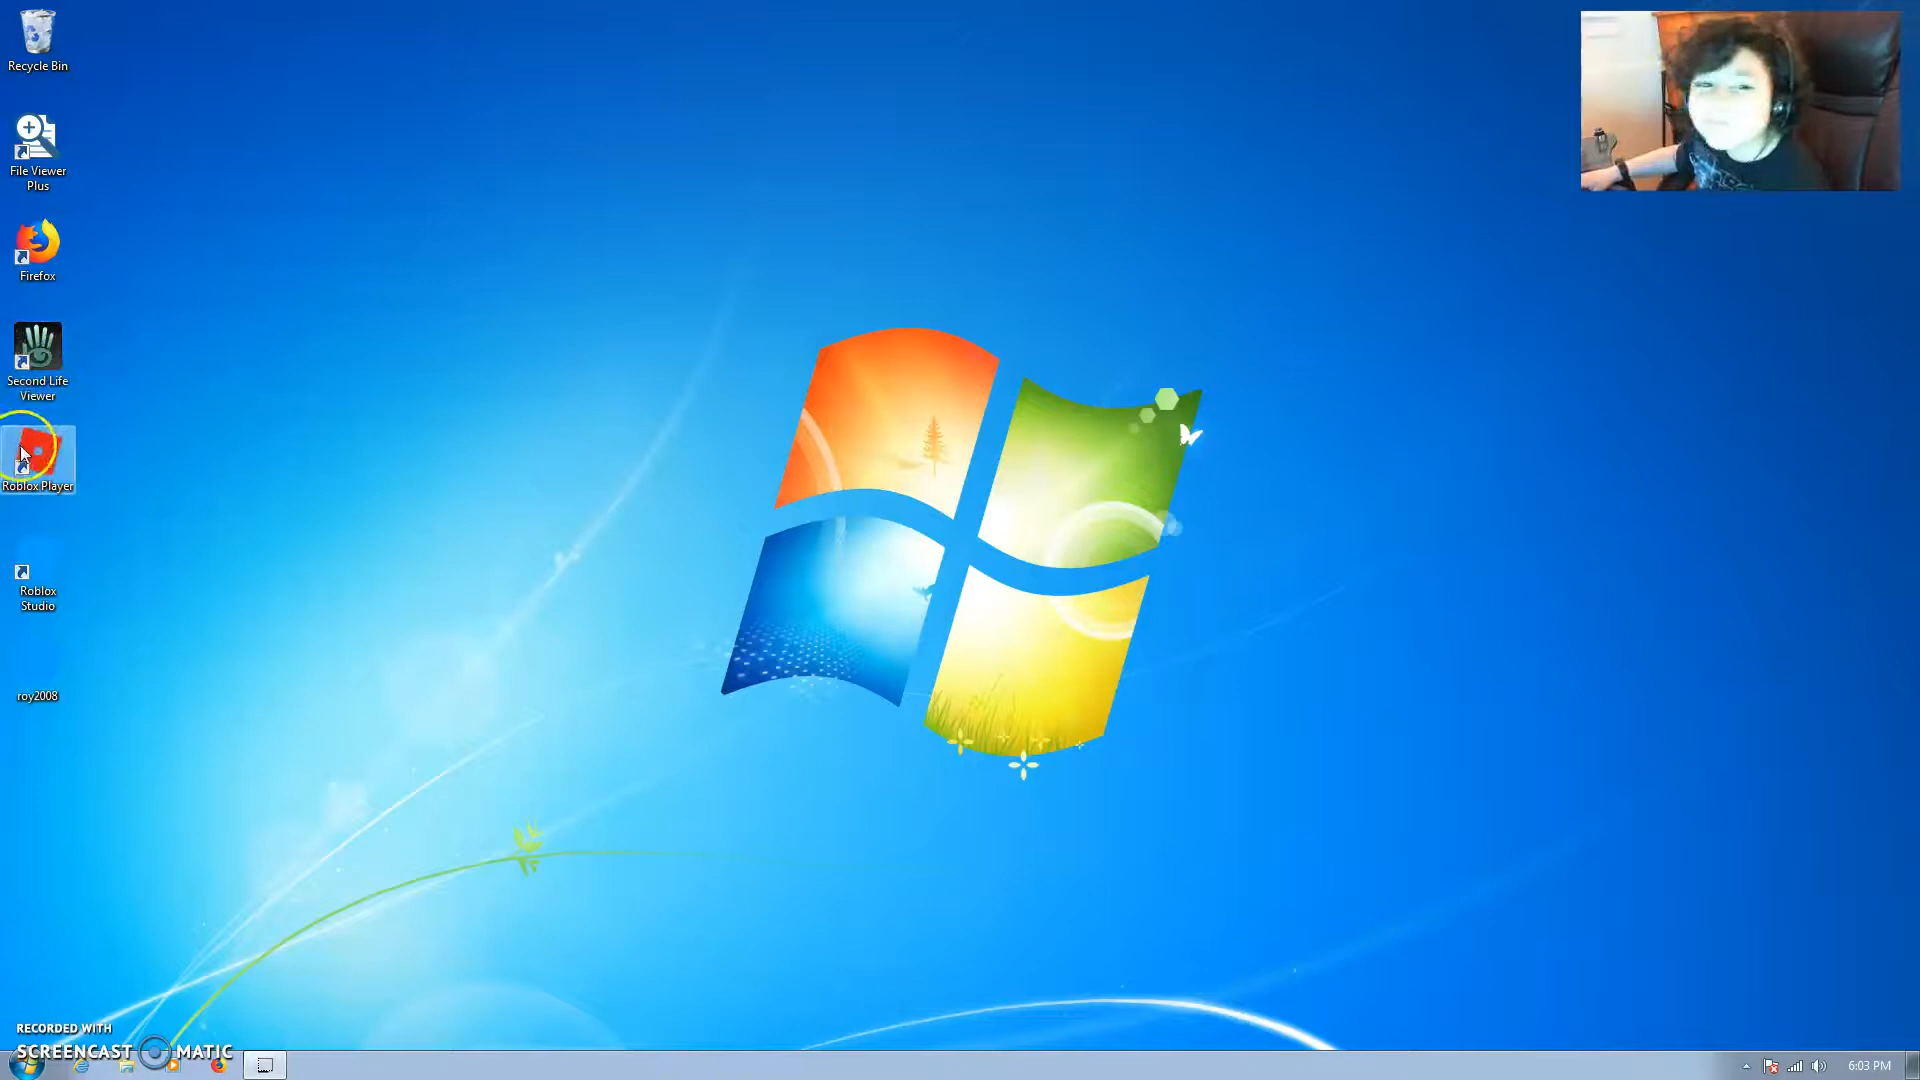 Recycle Bin
File Viewer
Plus
Firefox
Second Life
Viewer
Roblox Player
Roblox
Studio
roy2008
RECORDED WITH
SCREENCAST MATIC
6:03 PM